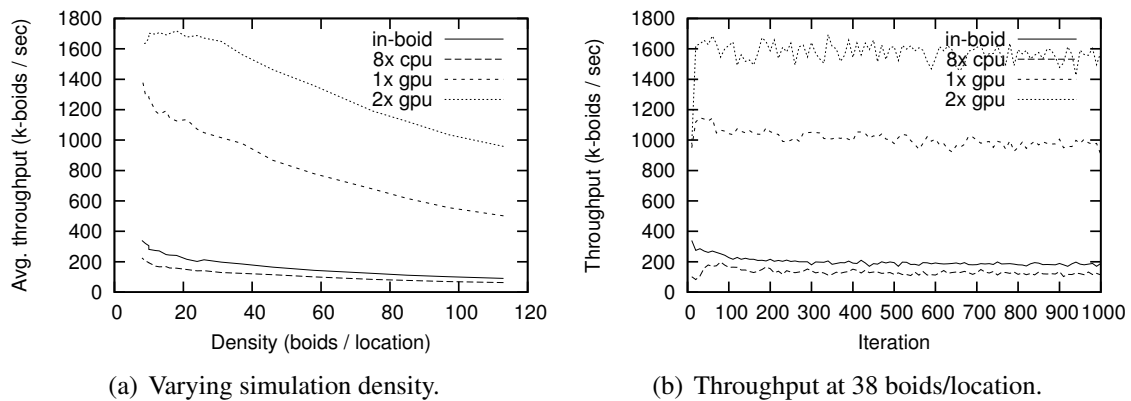 Avg. throughput (k-boids / sec)
1800
1600
1400
1200
1000
800
600
400
200
0
in-boid
8x cpu
1x gpu
2x gpu
0 20 40 60 80 100 120
Density (boids / location)
(a) Varying simulation density.
Throughput (k-boids / sec)
1800
1600
1400
1200
1000
800
600
400
200
0
in-boid
8x cpu
1x gpu
2x gpu
0 100 200 300 400 500 600 700 800 900 1000
Iteration
(b) Throughput at 38 boids/location.